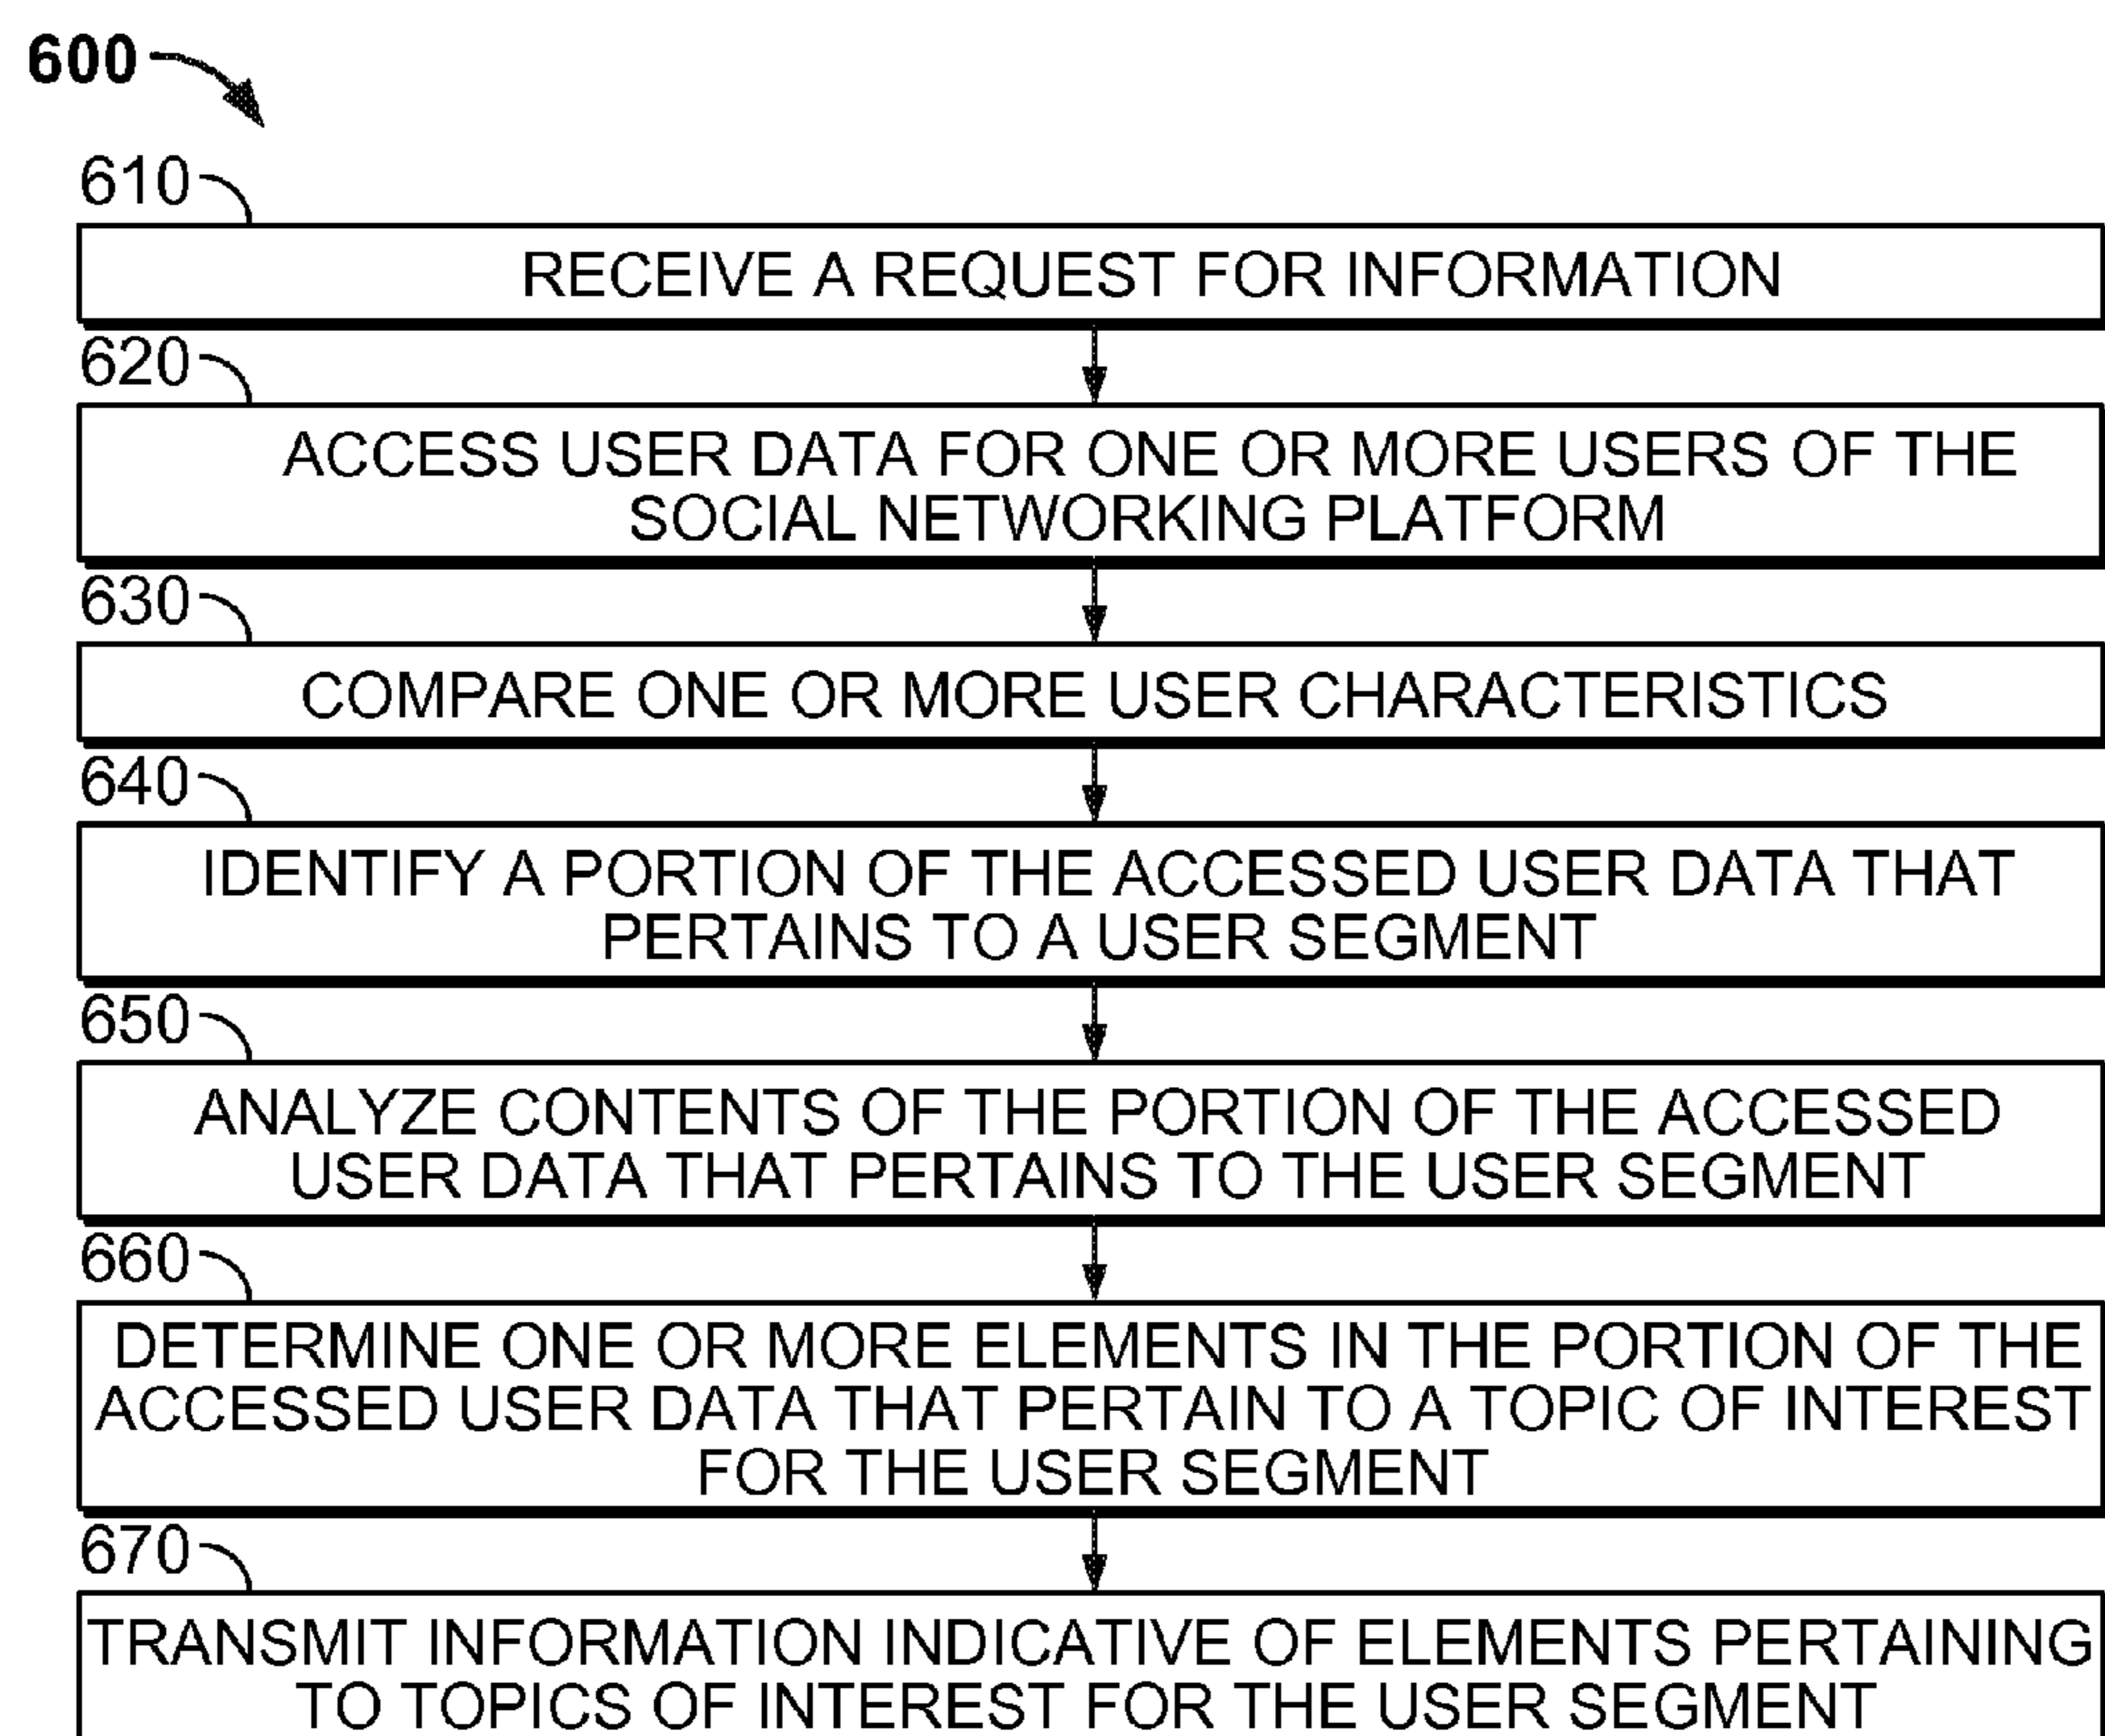 600
610
RECEIVE A REQUEST FOR INFORMATION
620
ACCESS USER DATA FOR ONE OR MORE USERS OF THE
SOCIAL NETWORKING PLATFORM
630
COMPARE ONE OR MORE USER CHARACTERISTICS
640
IDENTIFY A PORTION OF THE ACCESSED USER DATA THAT
PERTAINS TO A USER SEGMENT
650
ANALYZE CONTENTS OF THE PORTION OF THE ACCESSED
USER DATA THAT PERTAINS TO THE USER SEGMENT
660
DETERMINE ONE OR MORE ELEMENTS IN THE PORTION OF THE
ACCESSED USER DATA THAT PERTAIN TO A TOPIC OF INTEREST
FOR THE USER SEGMENT
670
TRANSMIT INFORMATION INDICATIVE OF ELEMENTS PERTAINING
TO TOPICS OF INTEREST FOR THE USER SEGMENT